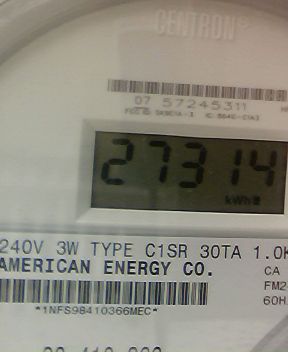 CENTRON®
07 57245311
27314
kWh
240V 3W TYPE C1SR 30TA 1.0K
AMERICAN ENERGY CO.
CA
FM2
60H
*1NFS98410366MEC*